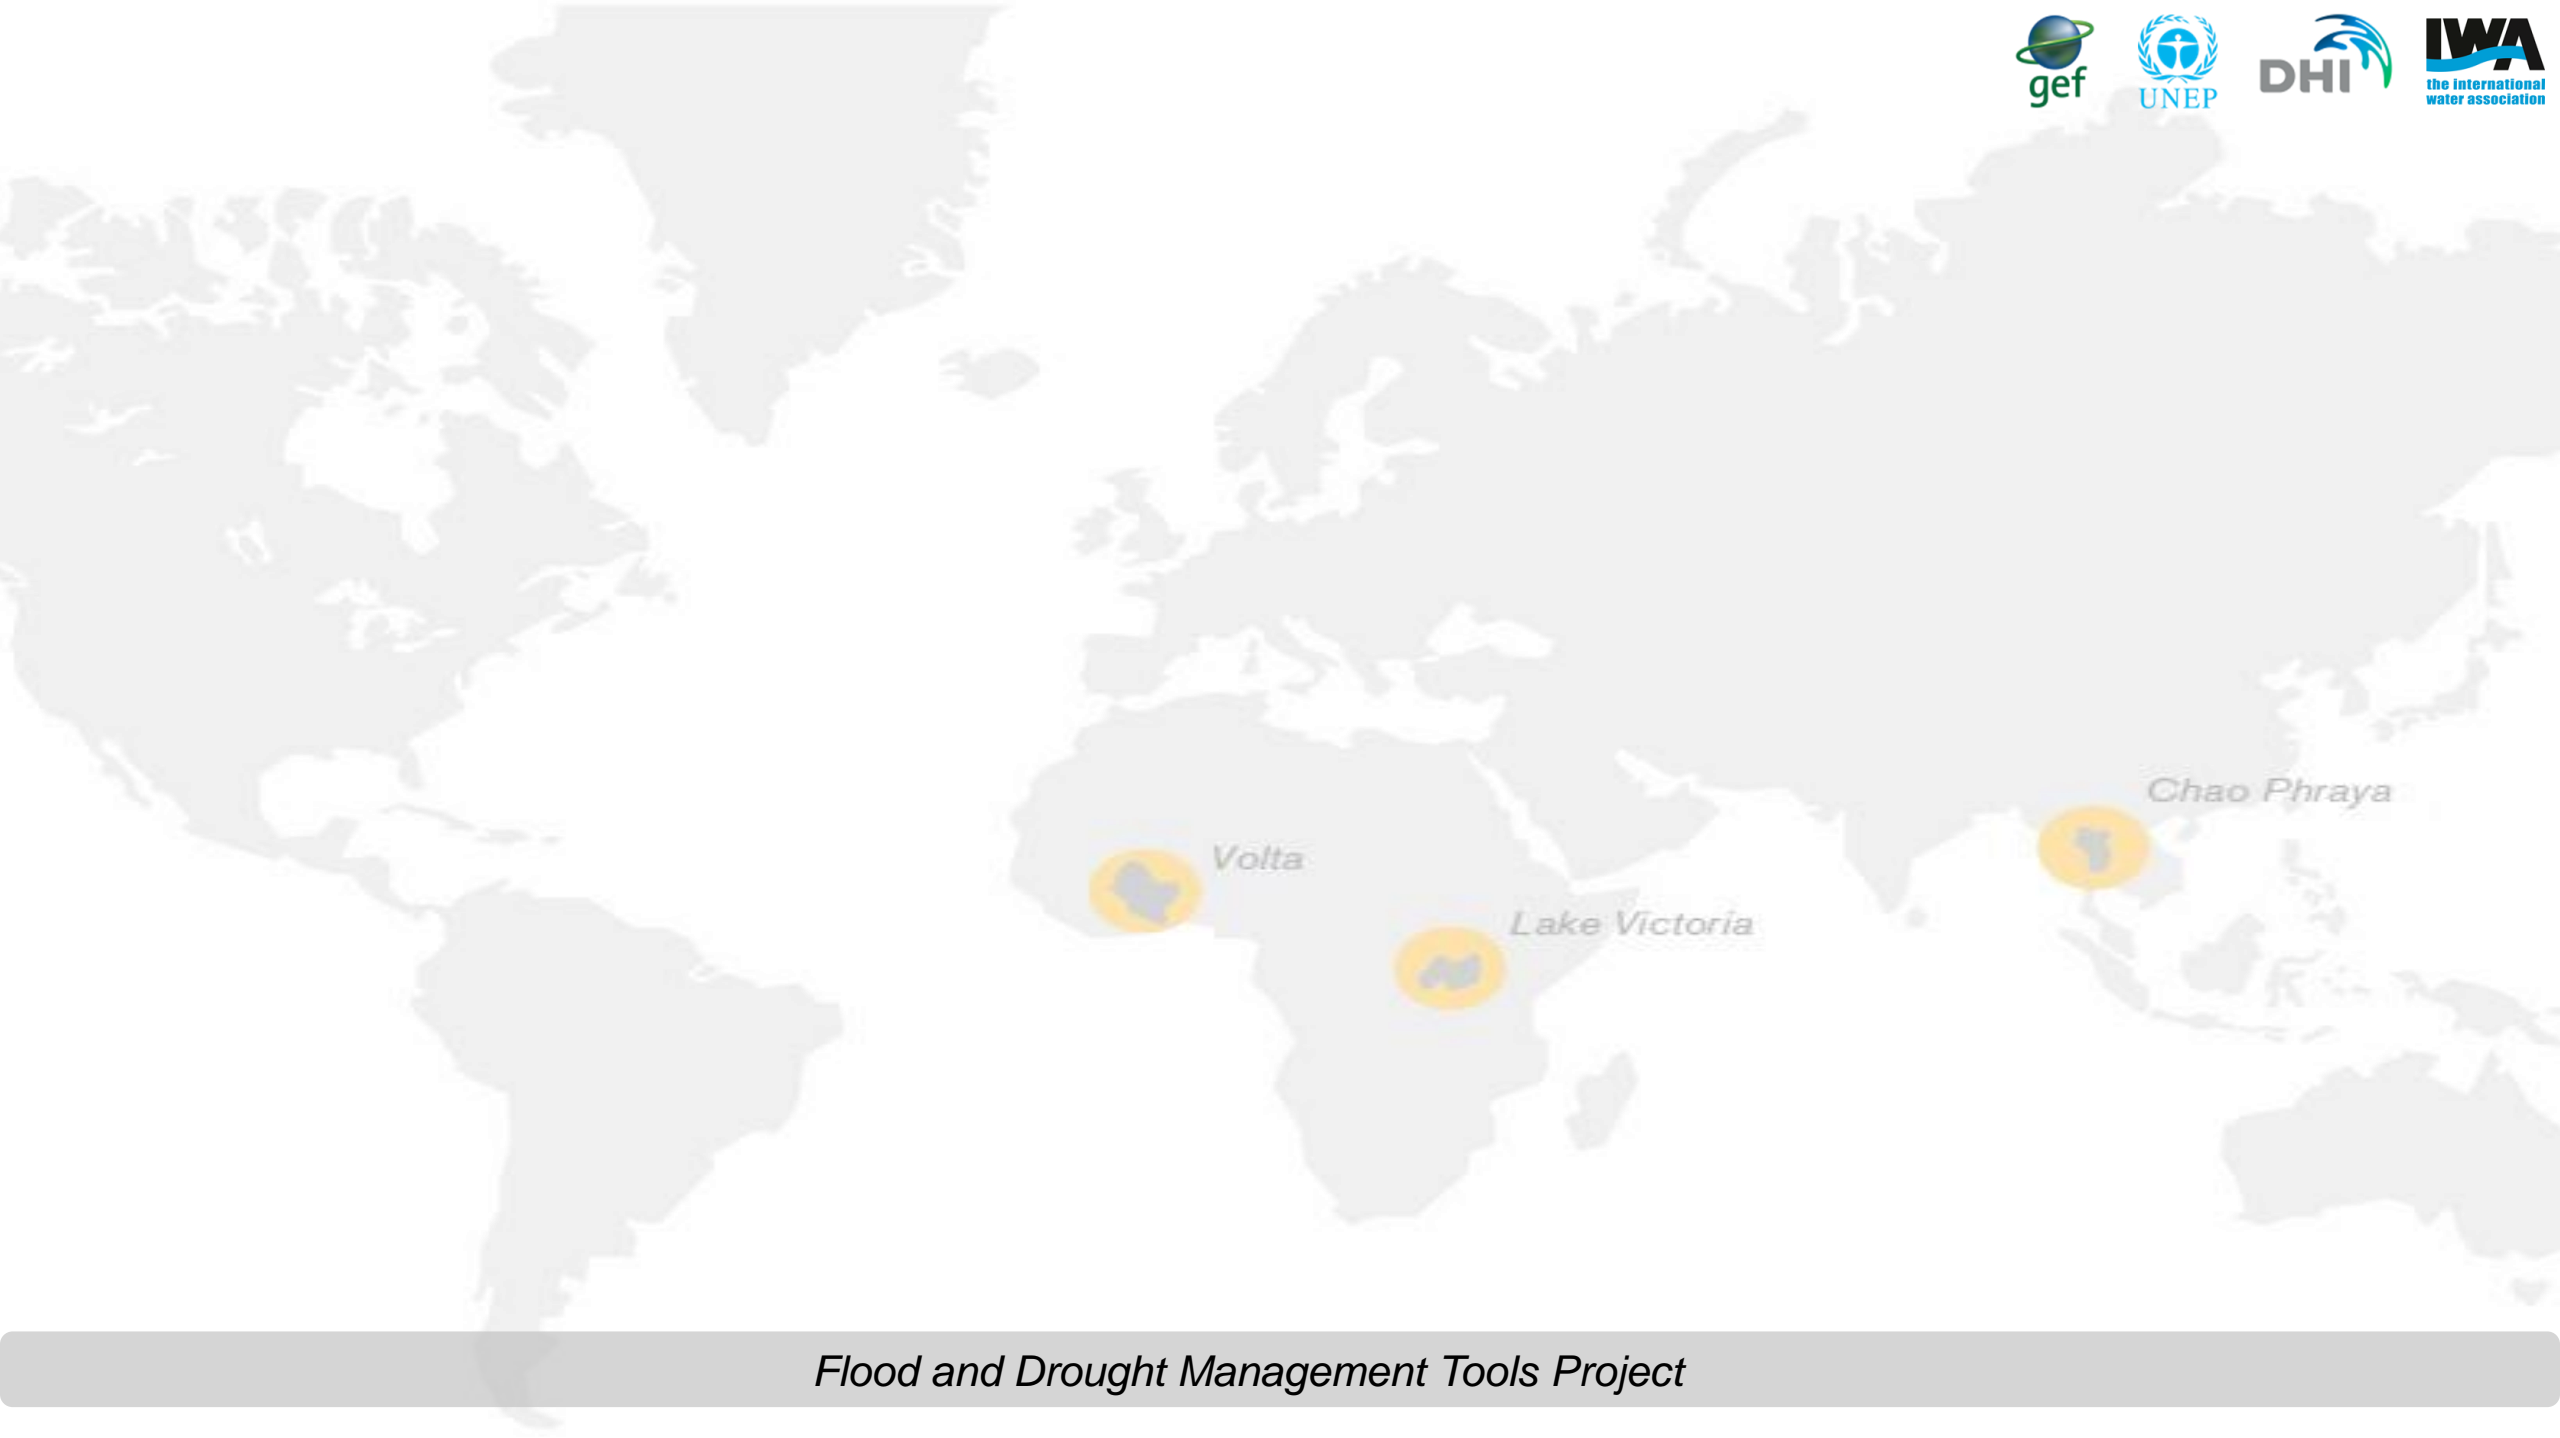 gef
UNEP
DHI
IWA
the international
water association
Chao Phraya
Volta
Lake Victoria
Flood and Drought Management Tools Project